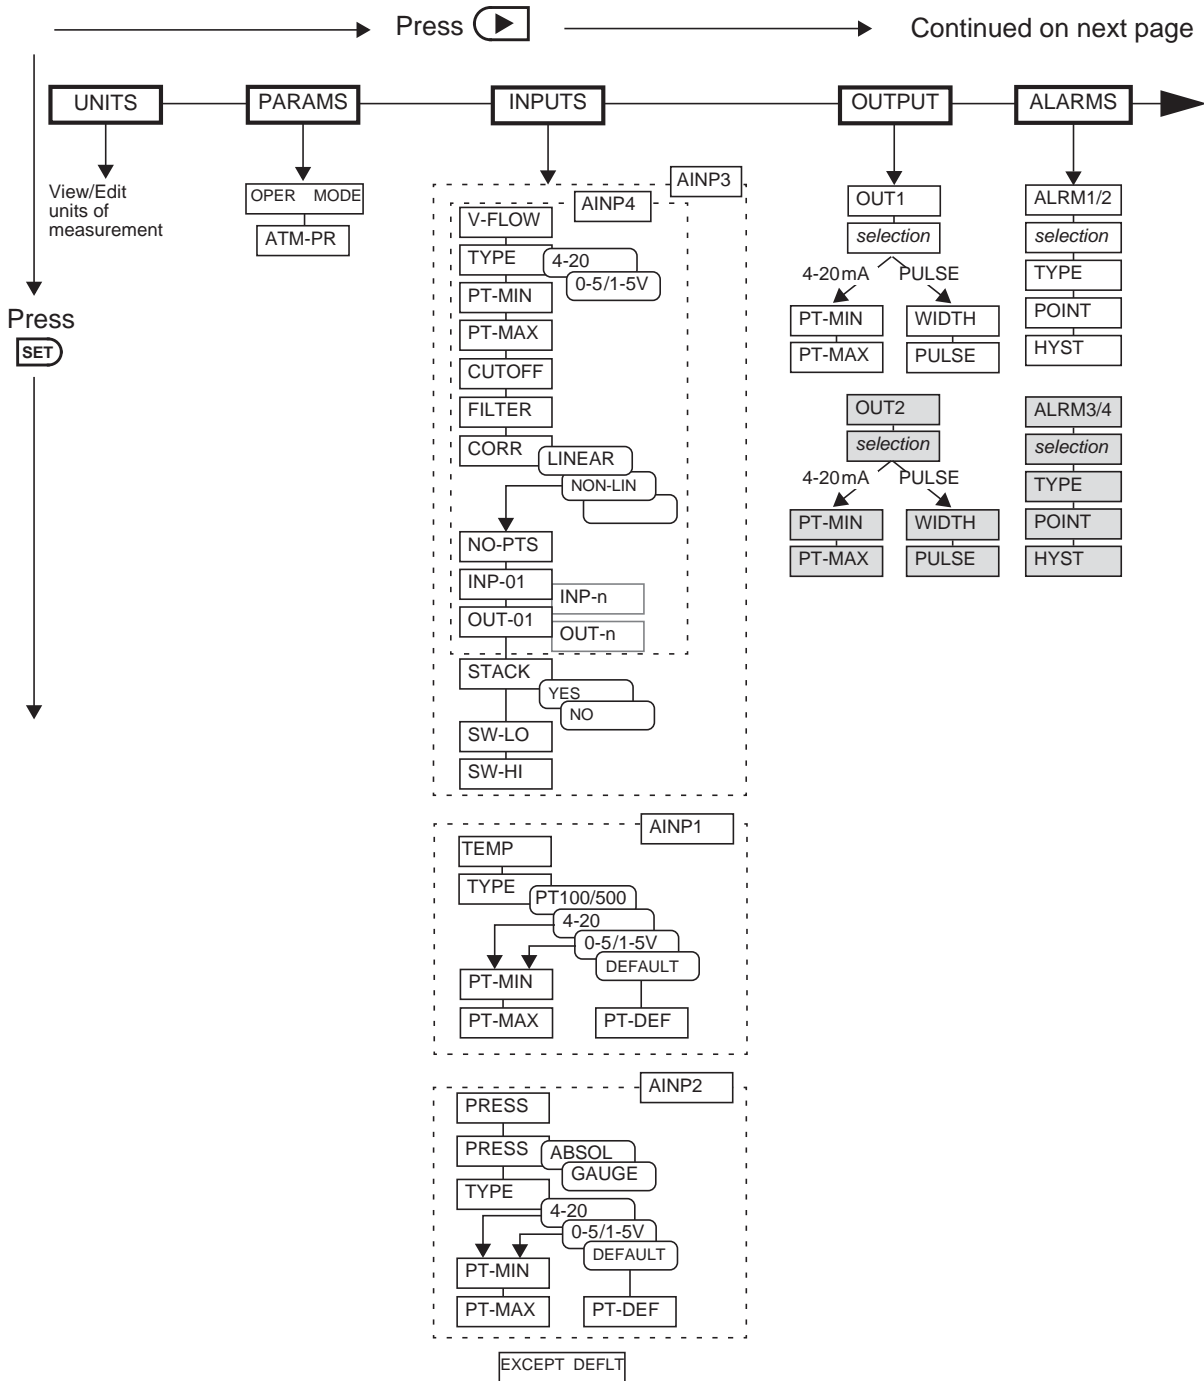 Press
Continued on next page
UNITS
PARAMS
INPUTS
OUTPUT
ALARMS
View/Edit
units of
measurement
OPER MODE
ATM-PR
Press
SET
AINP3
AINP4
V-FLOW
TYPE
4-20
0-5/1-5V
PT-MIN
PT-MAX
CUTOFF
FILTER
CORR
LINEAR
NON-LIN
NO-PTS
INP-01
INP-n
OUT-01
OUT-n
STACK
YES
NO
SW-LO
SW-HI
AINP1
TEMP
TYPE
PT100/500
4-20
0-5/1-5V
DEFAULT
PT-MIN
PT-MAX
PT-DEF
AINP2
PRESS
PRESS
ABSOL
GAUGE
TYPE
4-20
0-5/1-5V
DEFAULT
PT-MIN
PT-MAX
PT-DEF
EXCEPT DEFLT
OUT1
selection
4-20mA PULSE
PT-MIN
WIDTH
PT-MAX
PULSE
OUT2
selection
4-20mA PULSE
PT-MIN
WIDTH
PT-MAX
PULSE
ALRM1/2
selection
TYPE
POINT
HYST
ALRM3/4
selection
TYPE
POINT
HYST